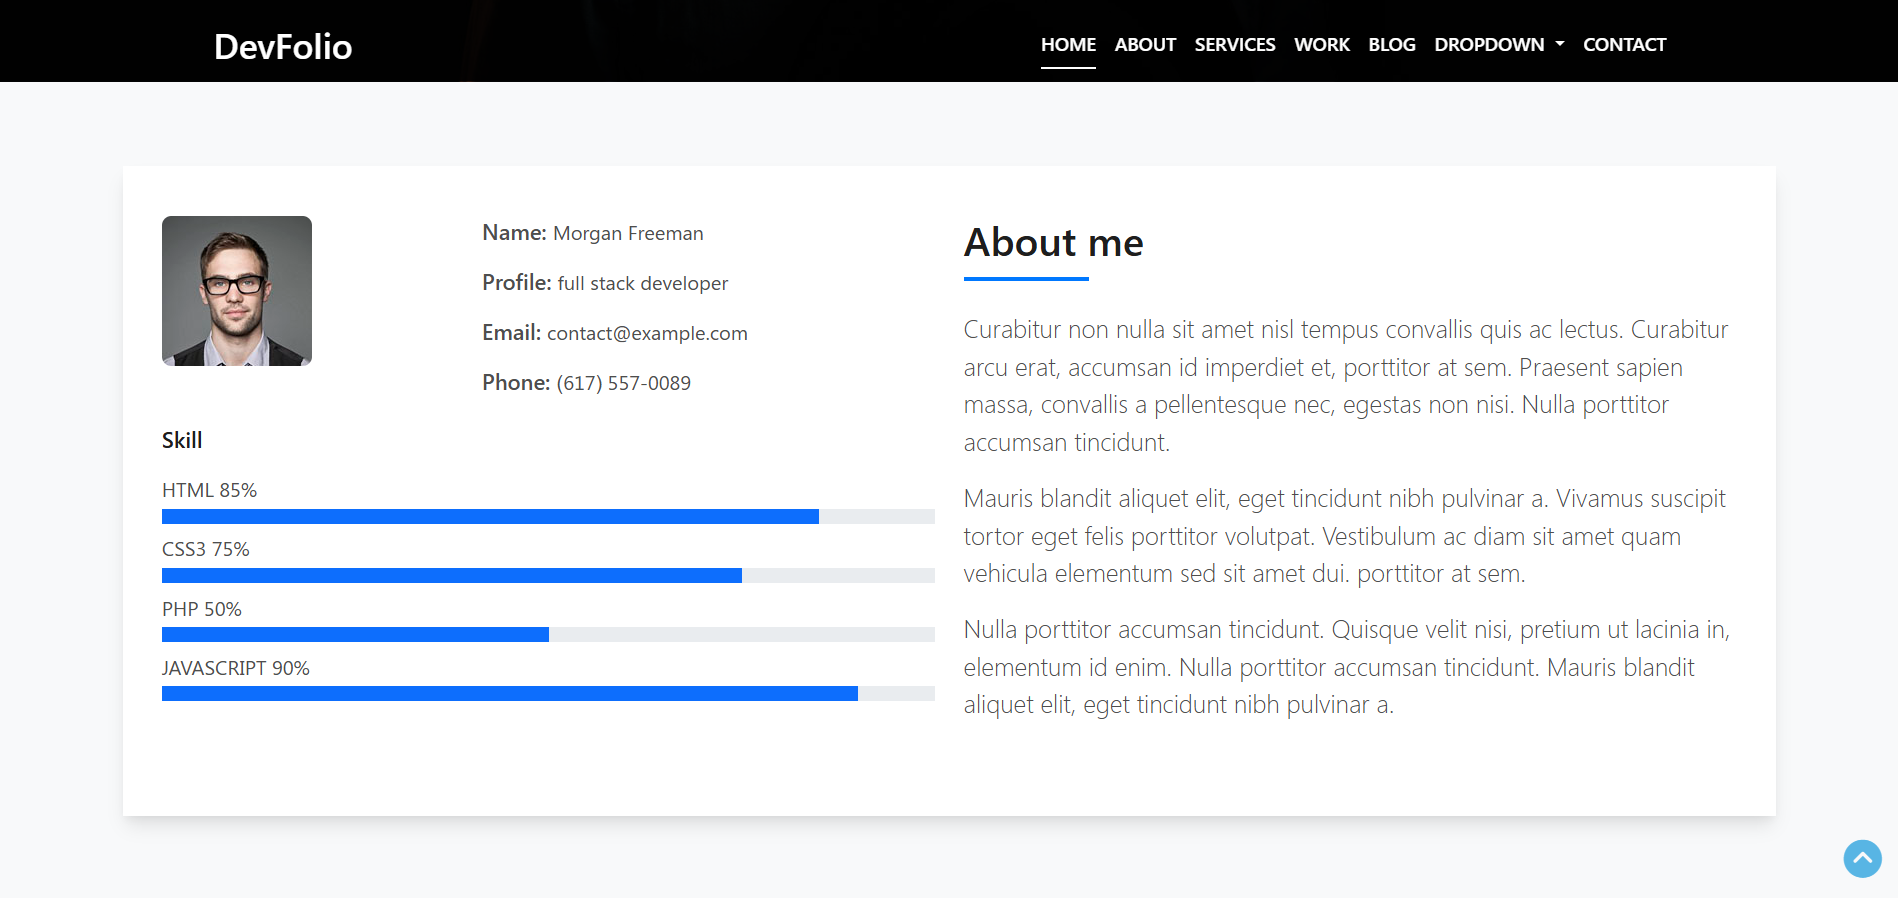 DevFolio
HOME ABOUT SERVICES WORK BLOG DROPDOWN CONTACT
Name: Morgan Freeman
Profile: full stack developer
Email: contact@example.com
Phone: (617) 557-0089
Skill
HTML 85%
CSS3 75%
PHP 50%
JAVASCRIPT 90%
About me
Curabitur non nulla sit amet nisl tempus convallis quis ac lectus. Curabitur
arcu erat, accumsan id imperdiet et, porttitor at sem. Praesent sapien
massa, convallis a pellentesque nec, egestas non nisi. Nulla porttitor
accumsan tincidunt.
Mauris blandit aliquet elit, eget tincidunt nibh pulvinar a. Vivamus suscipit
tortor eget felis porttitor volutpat. Vestibulum ac diam sit amet quam
vehicula elementum sed sit amet dui. porttitor at sem.
Nulla porttitor accumsan tincidunt. Quisque velit nisi, pretium ut lacinia in,
elementum id enim. Nulla porttitor accumsan tincidunt. Mauris blandit
aliquet elit, eget tincidunt nibh pulvinar a.